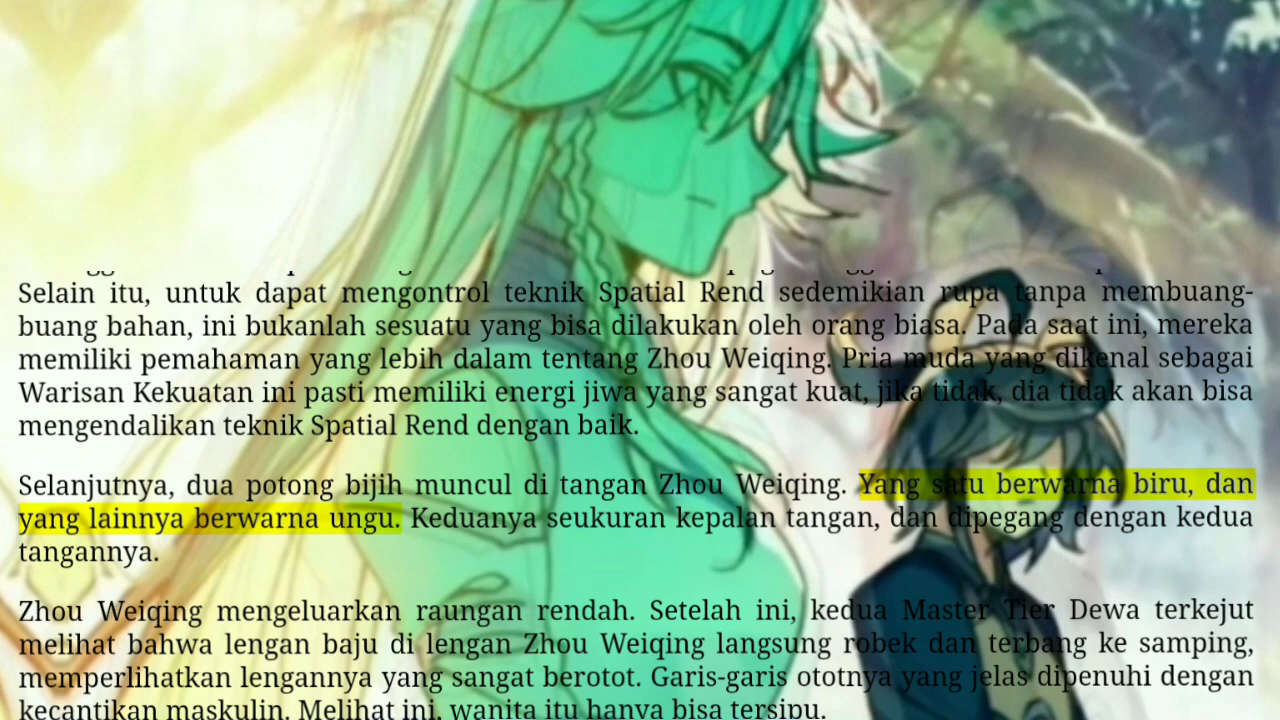 Selain itu, untuk dapat mengontrol teknik Spatial Rend sedemikian rupa tanpa membuang-
buang bahan, ini bukanlah sesuatu yang bisa dilakukan oleh orang biasa. Pada saat ini, mereka
memiliki pemahaman yang lebih dalam tentang Zhou Weiqing. Pria muda yang dikenal sebagai
Warisan Kekuatan ini pasti memiliki energi jiwa yang sangat kuat, jika tidak, dia tidak akan bisa
mengendalikan teknik Spatial Rend dengan baik.
Selanjutnya, dua potong bijih muncul di tangan Zhou Weiqing. Yang satu berwarna biru, dan
yang lainnya berwarna ungu. Keduanya seukuran kepalan tangan, dan dipegang dengan kedua
tangannya.
Zhou Weiqing mengeluarkan raungan rendah. Setelah ini, kedua Master Tier Dewa terkejut
melihat bahwa lengan baju di lengan Zhou Weiqing langsung robek dan terbang ke samping,
memperlihatkan lengannya yang sangat berotot. Garis-garis ototnya yang jelas dipenuhi dengan
kecantikan maskulin. Melihat ini, wanita itu hanya bisa tersipu.